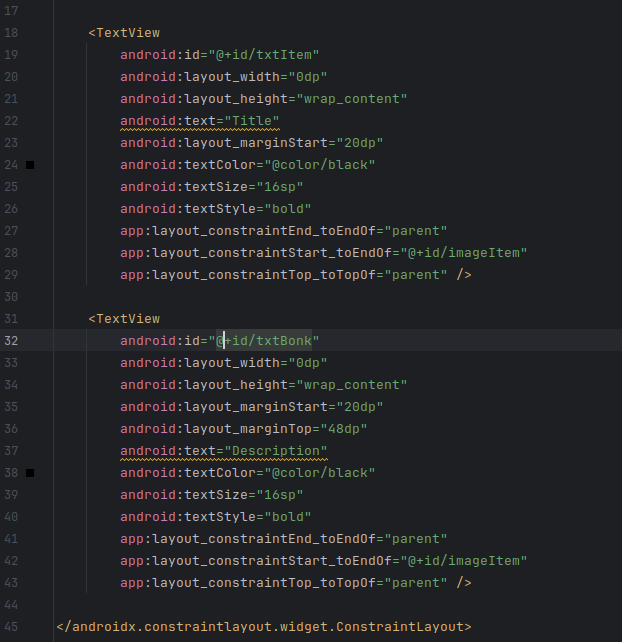 17
18 <TextView
19 android:id="@+id/txtItem"
20 android:layout_width="0dp"
21 android:layout_height="wrap_content"
22 android:text="Title"
23 android:layout_marginStart="20dp"
24 android:textColor="@color/black"
25 android:textSize="16sp"
26 android:textStyle="bold"
27 app:layout_constraintEnd_toEndOf="parent"
28 app:layout_constraintStart_toEndOf="@+id/imageItem"
29 app:layout_constraintTop_toTopOf="parent" />
30
31 <TextView
32 android:id="@+id/txtBonk"
33 android:layout_width="0dp"
34 android:layout_height="wrap_content"
35 android:layout_marginStart="20dp"
36 android:layout_marginTop="48dp"
37 android:text="Description"
38 android:textColor="@color/black"
39 android:textSize="16sp"
40 android:textStyle="bold"
41 app:layout_constraintEnd_toEndOf="parent"
42 app:layout_constraintStart_toEndOf="@+id/imageItem"
43 app:layout_constraintTop_toTopOf="parent" />
44
45 </androidx.constraintlayout.widget.ConstraintLayout>